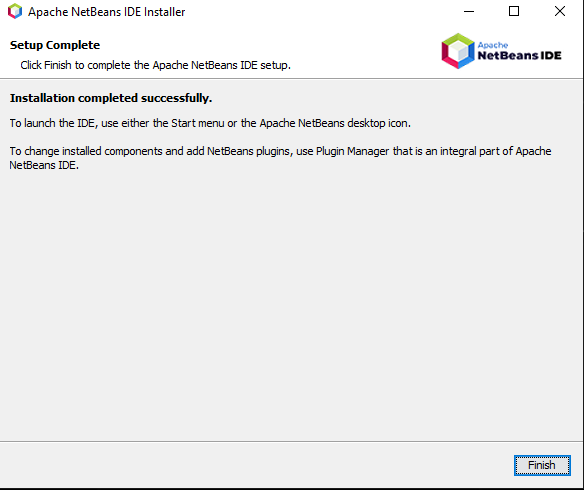 Apache NetBeans IDE Installer
Setup Complete
Click Finish to complete the Apache NetBeans IDE setup.
Apache
NetBeans IDE
Installation completed successfully.
To launch the IDE, use either the Start menu or the Apache NetBeans desktop icon.
To change installed components and add NetBeans plugins, use Plugin Manager that is an integral part of Apache
NetBeans IDE.
Finish